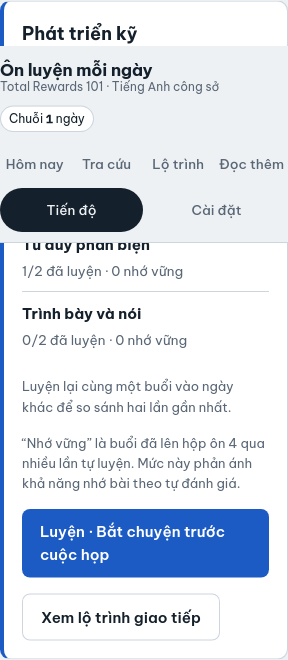 Phát triển kỹ
Ôn luyện mỗi ngày
Total Rewards 101 · Tiếng Anh công sở
Chuỗi 1 ngày
Hôm nay Tra cứu Lộ trình Đọc thêm
Tiến độ Cài đặt
Tư duy phản biện
1/2 đã luyện · 0 nhớ vững
Trình bày và nói
0/2 đã luyện · 0 nhớ vững
Luyện lại cùng một buổi vào ngày
khác để so sánh hai lần gần nhất.
“Nhớ vững” là buổi đã lên hộp ôn 4 qua
nhiều lần tự luyện. Mức này phản ánh
khả năng nhớ bài theo tự đánh giá.
Luyện · Bắt chuyện trước
cuộc họp
Xem lộ trình giao tiếp